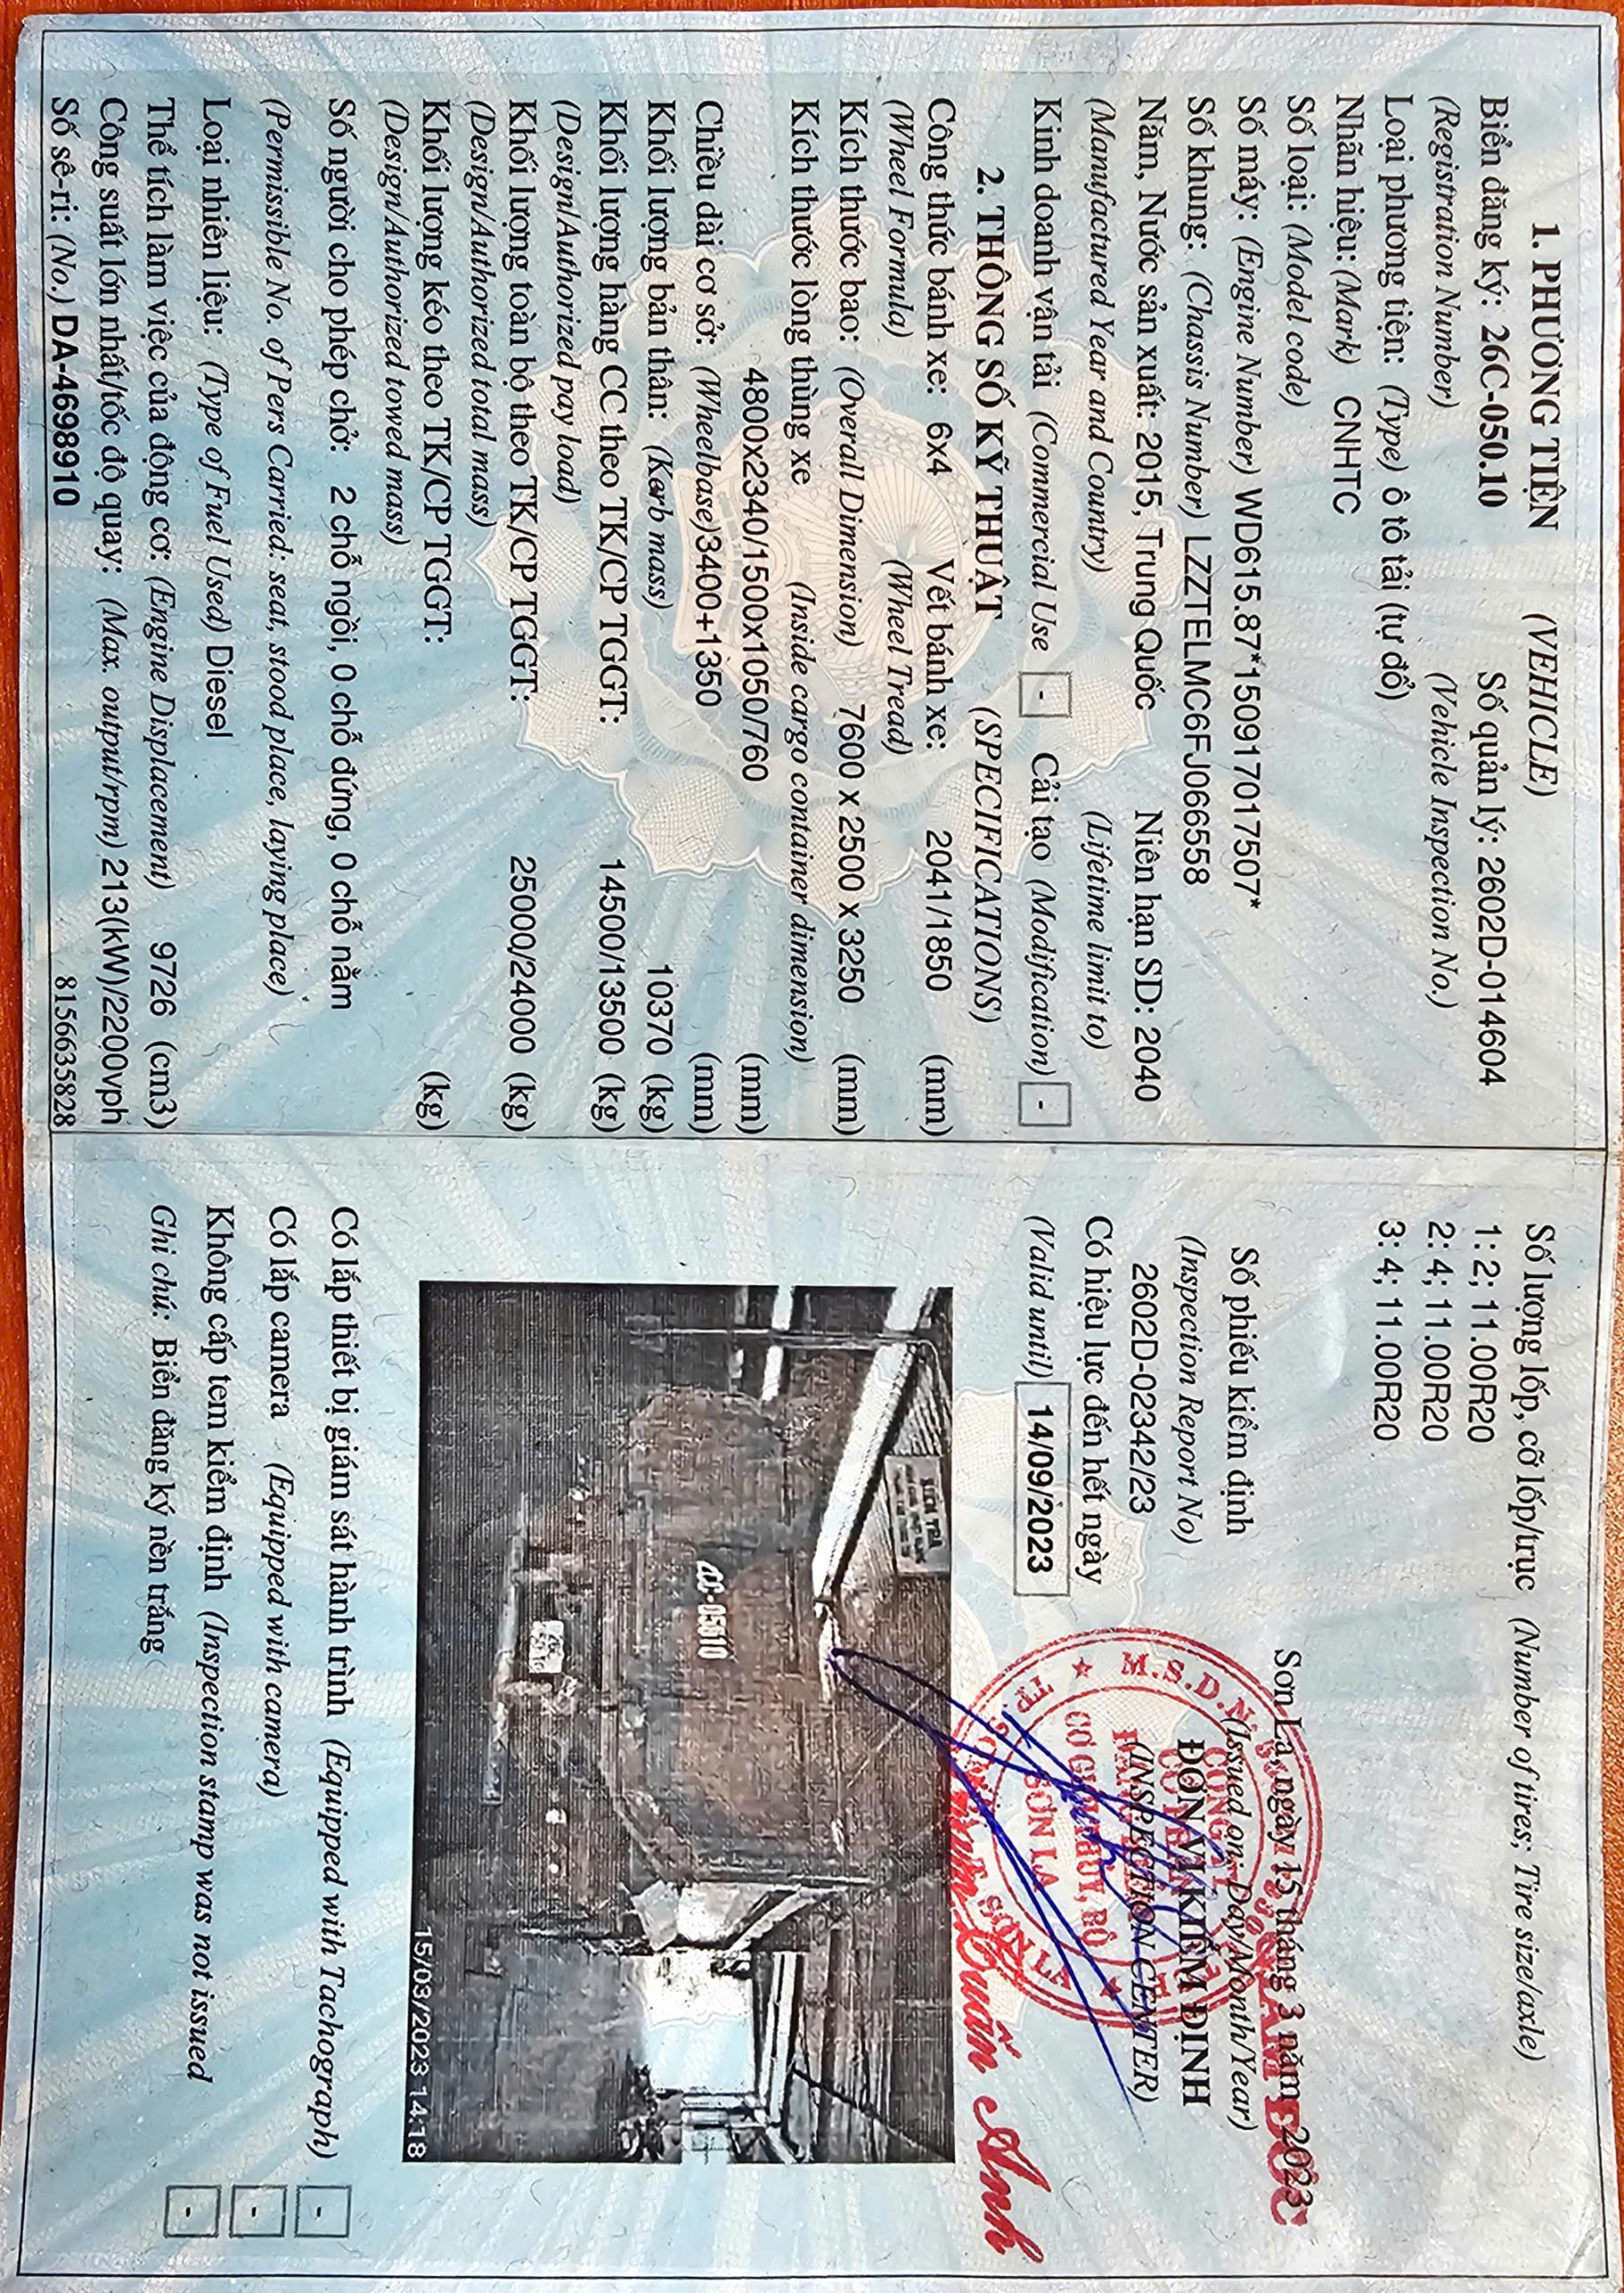 1. PHƯƠNG TIỆN (VEHICLE)
Biển đăng ký: 26C-050.10 Số quản lý: 2602D-014604
(Registration Number) (Vehicle Inspection No.)
Loại phương tiện: (Type) ô tô tải (tự đổ)
Nhãn hiệu: (Mark) CNHTC
Số loại: (Model code)
Số máy: (Engine Number) WD615.87*150917017507*
Số khung: (Chassis Number) LZZTELMC6FJ066558
Năm, Nước sản xuất: 2015, Trung Quốc Niên hạn SD: 2040
(Manufactured Year and Country) (Lifetime limit to)
Kinh doanh vận tải (Commercial Use - Cải tạo (Modification) -
2. THÔNG SỐ KỸ THUẬT (SPECIFICATIONS)
Công thức bánh xe: 6x4 Vết bánh xe: 2041/1850 (mm)
(Wheel Formula) (Wheel Tread)
Kích thước bao: (Overall Dimension) 7600 x 2500 x 3250 (mm)
Kích thước lòng thùng xe (Inside cargo container dimension)
4800x2340/1500x1050/760 (mm)
Chiều dài cơ sở: (Wheelbase)3400+1350 (mm)
Khối lượng bản thân: (Kerb mass) 10370 (kg)
Khối lượng hàng CC theo TK/CP TGGT: 14500/13500 (kg)
(Design/Authorized pay load)
Khối lượng toàn bộ theo TK/CP TGGT: 25000/24000 (kg)
(Design/Authorized total mass)
Khối lượng kéo theo TK/CP TGGT: (kg)
(Design/Authorized towed mass)
Số người cho phép chở: 2 chỗ ngồi, 0 chỗ đứng, 0 chỗ nằm
(Permissible No. of Pers Carried: seat, stood place, laying place)
Loại nhiên liệu: (Type of Fuel Used) Diesel
Thể tích làm việc của động cơ: (Engine Displacement) 9726 (cm3)
Công suất lớn nhất/tốc độ quay: (Max. output/rpm) 213(kW)/2200vph
Số sê-ri: (No.) DA-4698910 8156635828
Số lượng lốp, cỡ lốp/trục (Number of tires; Tire size/axle)
1: 2; 11.00R20
2: 4; 11.00R20
3: 4; 11.00R20
Sơn La, ngày 15 tháng 3 năm 2023
(Issued on: Day/Month/Year)
Số phiếu kiểm định
(Inspection Report No)
2602D-02342/23
ĐƠN VỊ KIỂM ĐỊNH
(INSPECTION CENTER)
Có hiệu lực đến hết ngày
(Valid until) 14/09/2023
M.S.D.N:
CÔNG TY
CỔ PHẦN
CƠ GIỚI THỦY, BỘ
SƠN LA
TP. SƠN LA
Tuấn Anh
05010
15/03/2023 14:18
Có lắp thiết bị giám sát hành trình (Equipped with Tachograph) -
Có lắp camera (Equipped with camera) -
Không cấp tem kiểm định (Inspection stamp was not issued -
Ghi chú: Biển đăng ký nền trắng